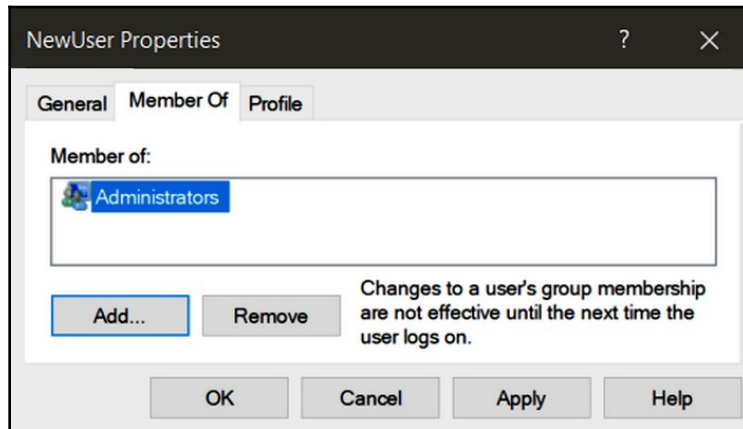 NewUser Properties ? X
General Member Of Profile
Member of:
Administrators
Add... Remove
Changes to a user's group membership
are not effective until the next time the
user logs on.
OK Cancel Apply Help